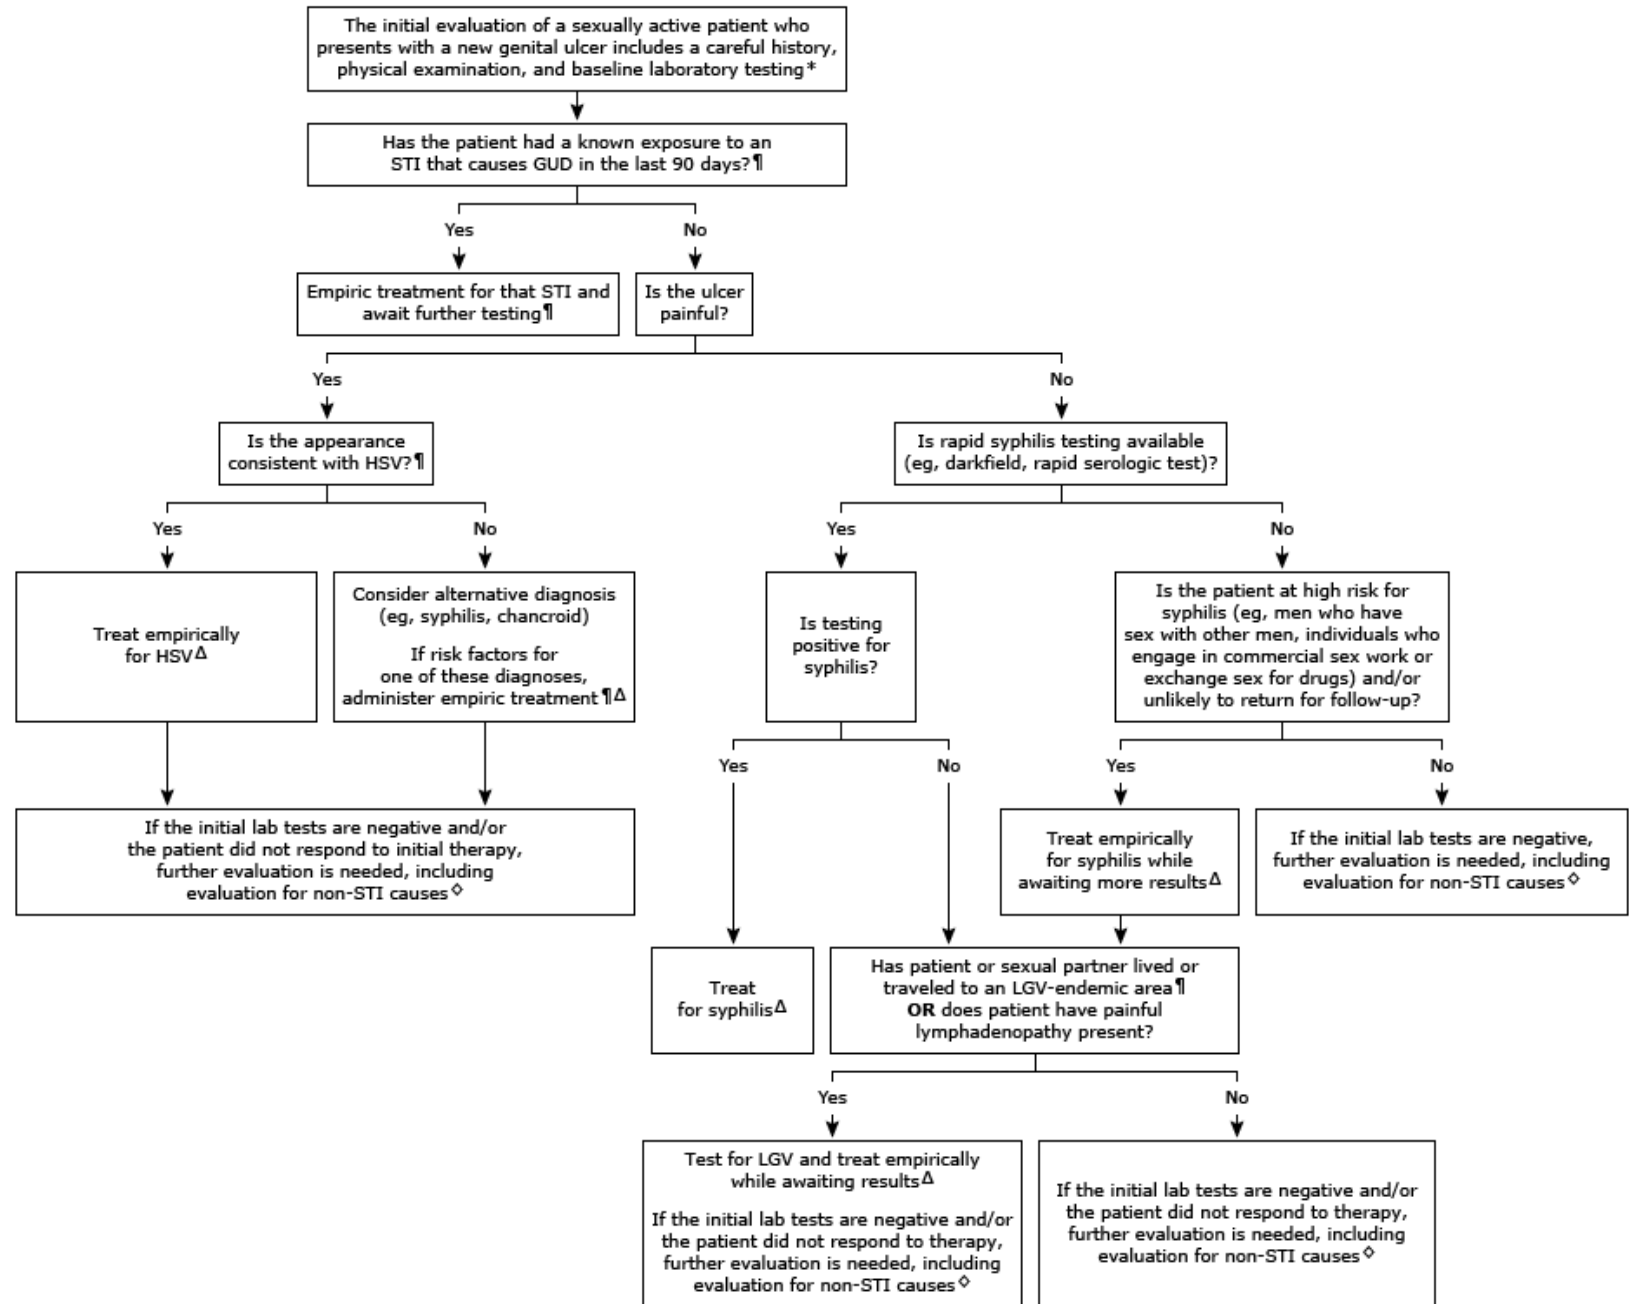 The initial evaluation of a sexually active patient who
presents with a new genital ulcer includes a careful history,
physical examination, and baseline laboratory testing*
Has the patient had a known exposure to an
STI that causes GUD in the last 90 days?¶
Yes
No
Empiric treatment for that STI and
await further testing¶
Is the ulcer
painful?
Yes
No
Is the appearance
consistent with HSV?¶
Is rapid syphilis testing available
(eg, darkfield, rapid serologic test)?
Yes
No
Yes
No
Treat empirically
for HSVΔ
Consider alternative diagnosis
(eg, syphilis, chancroid)
If risk factors for
one of these diagnoses,
administer empiric treatment¶Δ
Is testing
positive for
syphilis?
Is the patient at high risk for
syphilis (eg, men who have
sex with other men, individuals who
engage in commercial sex work or
exchange sex for drugs) and/or
unlikely to return for follow-up?
Yes
No
Yes
No
If the initial lab tests are negative and/or
the patient did not respond to initial therapy,
further evaluation is needed, including
evaluation for non-STI causes◇
Treat empirically
for syphilis while
awaiting more resultsΔ
If the initial lab tests are negative,
further evaluation is needed, including
evaluation for non-STI causes◇
Treat
for syphilisΔ
Has patient or sexual partner lived or
traveled to an LGV-endemic area¶
OR does patient have painful
lymphadenopathy present?
Yes
No
Test for LGV and treat empirically
while awaiting resultsΔ
If the initial lab tests are negative and/or
the patient did not respond to therapy,
further evaluation is needed, including
evaluation for non-STI causes◇
If the initial lab tests are negative and/or
the patient did not respond to therapy,
further evaluation is needed, including
evaluation for non-STI causes◇